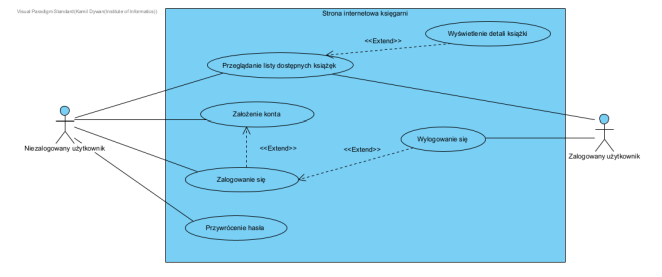 Visual Paradigm Standard(Kamil Dywan(Institute of Informatics))
Strona internetowa księgarni
Wyświetlenie detali książki
<<Extend>>
Przeglądanie listy dostępnych książęk
Założenie konta
Wylogowanie się
<<Extend>>
<<Extend>>
Niezalogowany użytkownik
Zalogowany użytkownik
Zalogowanie się
Przywrócenie hasła